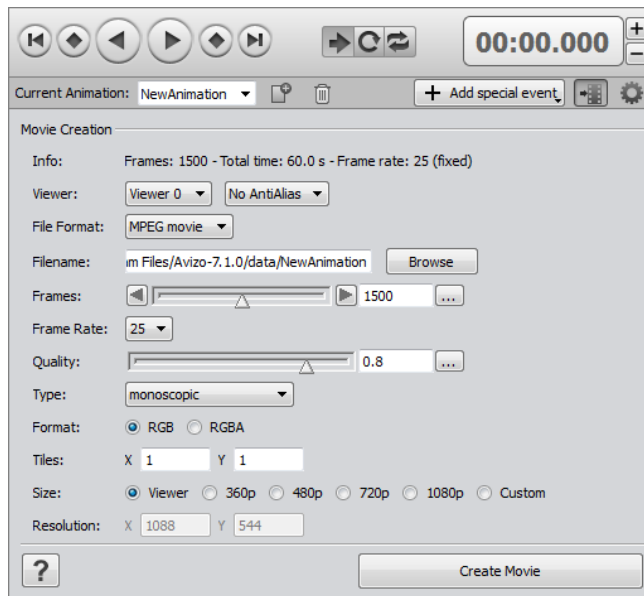 00:00.000
Current Animation: NewAnimation + Add special event
Movie Creation
Info: Frames: 1500 - Total time: 60.0 s - Frame rate: 25 (fixed)
Viewer: Viewer 0 No AntiAlias
File Format: MPEG movie
Filename: Files/Avizo-7.1.0/data/NewAnimation Browse
Frames: 1500 ...
Frame Rate: 25
Quality: 0.8 ...
Type: monoscopic
Format: RGB RGBA
Tiles: X 1 Y 1
Size: Viewer 360p 480p 720p 1080p Custom
Resolution: X 1088 Y 544
? Create Movie